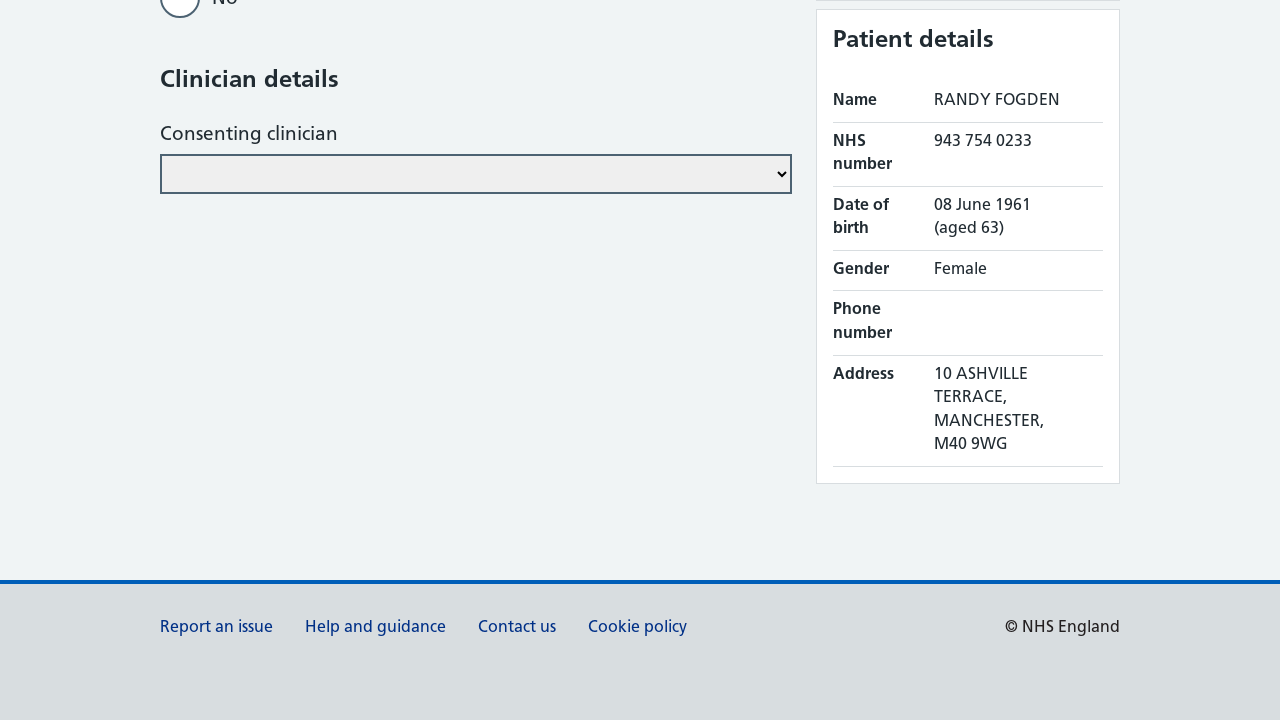 No
Clinician details
Consenting clinician
Patient details
Name RANDY FOGDEN
NHS number 943 754 0233
Date of birth 08 June 1961 (aged 63)
Gender Female
Phone number
Address 10 ASHVILLE TERRACE, MANCHESTER, M40 9WG
Report an issue Help and guidance Contact us Cookie policy © NHS England